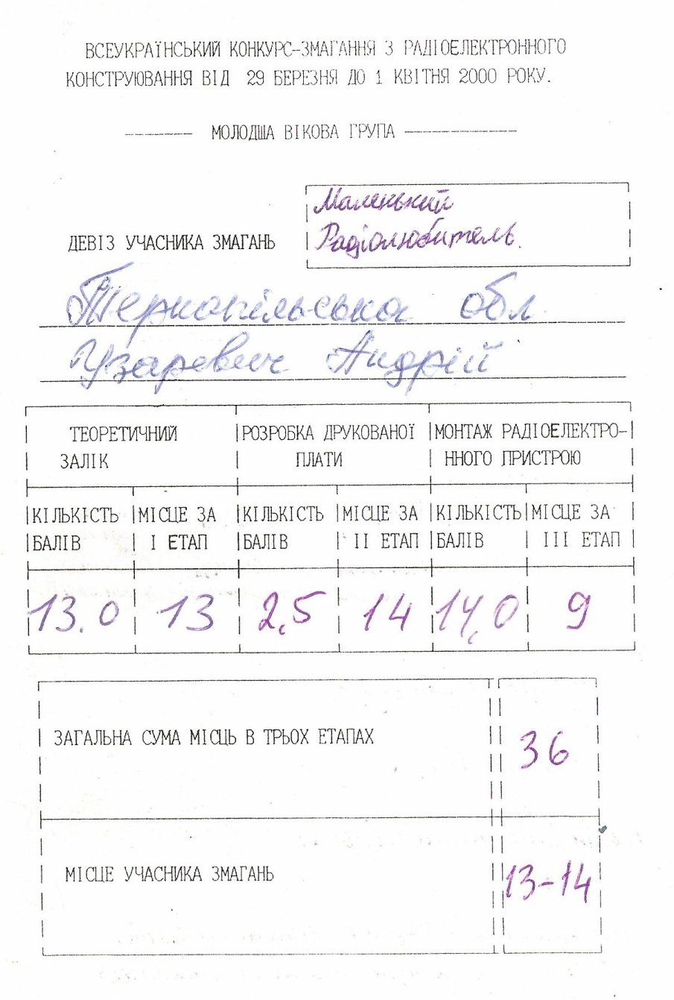 ВСЕУКРАЇНСЬКИЙ КОНКУРС-ЗМАГАННЯ З РАДІОЕЛЕКТРОННОГО
КОНСТРУЮВАННЯ ВІД 29 БЕРЕЗНЯ ДО 1 КВІТНЯ 2000 РОКУ.
------- МОЛОДША ВІКОВА ГРУПА ---------
Маленький
ДЕВІЗ УЧАСНИКА ЗМАГАНЬ Радіолюбитель.
Тернопільська обл
Узаревич Андрій
ТЕОРЕТИЧНИЙ РОЗРОБКА ДРУКОВАНОЇ МОНТАЖ РАДІОЕЛЕКТРО-
ЗАЛІК ПЛАТИ ННОГО ПРИСТРОЮ
КІЛЬКІСТЬ МІСЦЕ ЗА КІЛЬКІСТЬ МІСЦЕ ЗА КІЛЬКІСТЬ МІСЦЕ ЗА
БАЛІВ І ЕТАП БАЛІВ ІІ ЕТАП БАЛІВ ІІІ ЕТАП
13.0 13 2,5 14 14,0 9
ЗАГАЛЬНА СУМА МІСЦЬ В ТРЬОХ ЕТАПАХ 36
МІСЦЕ УЧАСНИКА ЗМАГАНЬ 13-14